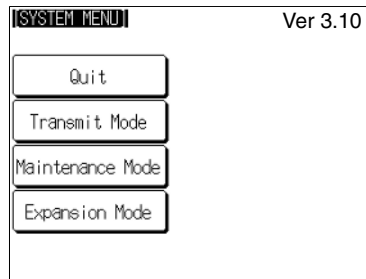 [SYSTEM MENU]
Ver 3.10
Quit
Transmit Mode
Maintenance Mode
Expansion Mode